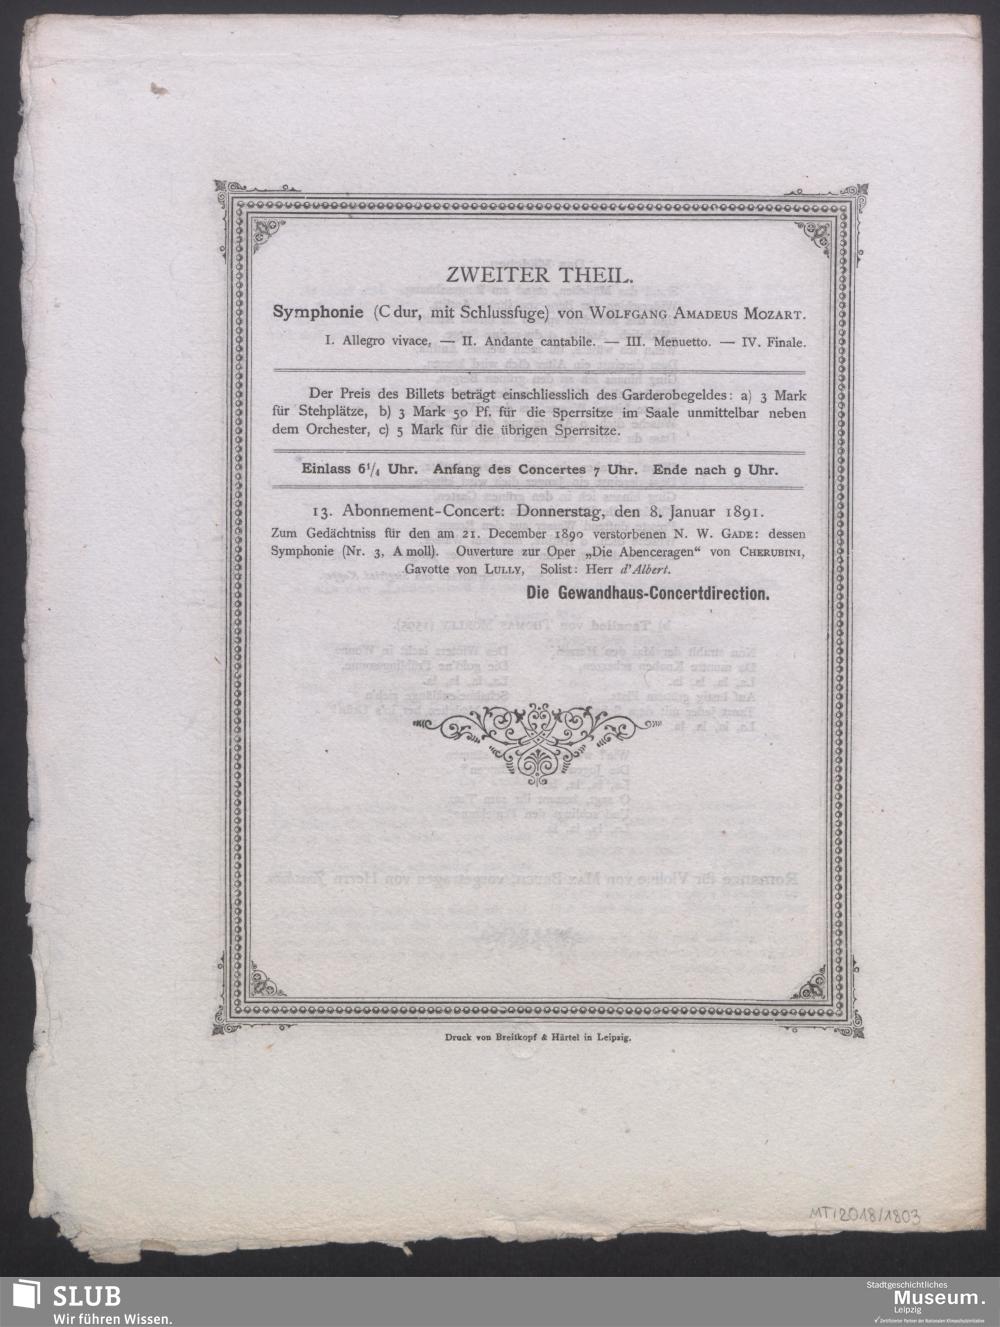 ZWEITER THEIL.
Symphonie (C dur, mit Schlussfuge) von WOLFGANG AMADEUS MOZART.
I. Allegro vivace. — II. Andante cantabile. — III. Menuetto. — IV. Finale.
Der Preis des Billets beträgt einschliesslich des Garderobegeldes: a) 3 Mark
für Stehplätze, b) 3 Mark 50 Pf. für die Sperrsitze im Saale unmittelbar neben
dem Orchester, c) 5 Mark für die übrigen Sperrsitze.
Einlass 6¼ Uhr. Anfang des Concertes 7 Uhr. Ende nach 9 Uhr.
13. Abonnement-Concert: Donnerstag, den 8. Januar 1891.
Zum Gedächtniss für den am 21. December 1890 verstorbenen N. W. GADE: dessen
Symphonie (Nr. 3, A moll). Ouverture zur Oper „Die Abenceragen“ von CHERUBINI,
Gavotte von LULLY, Solist: Herr d'Albert.
Die Gewandhaus-Concertdirection.
Druck von Breitkopf & Härtel in Leipzig.
MT/2018/1803
SLUB
Wir führen Wissen.
Stadtgeschichtliches
Museum.
Leipzig
Zertifizierter Partner der Nationalen Klimaschutzinitiative